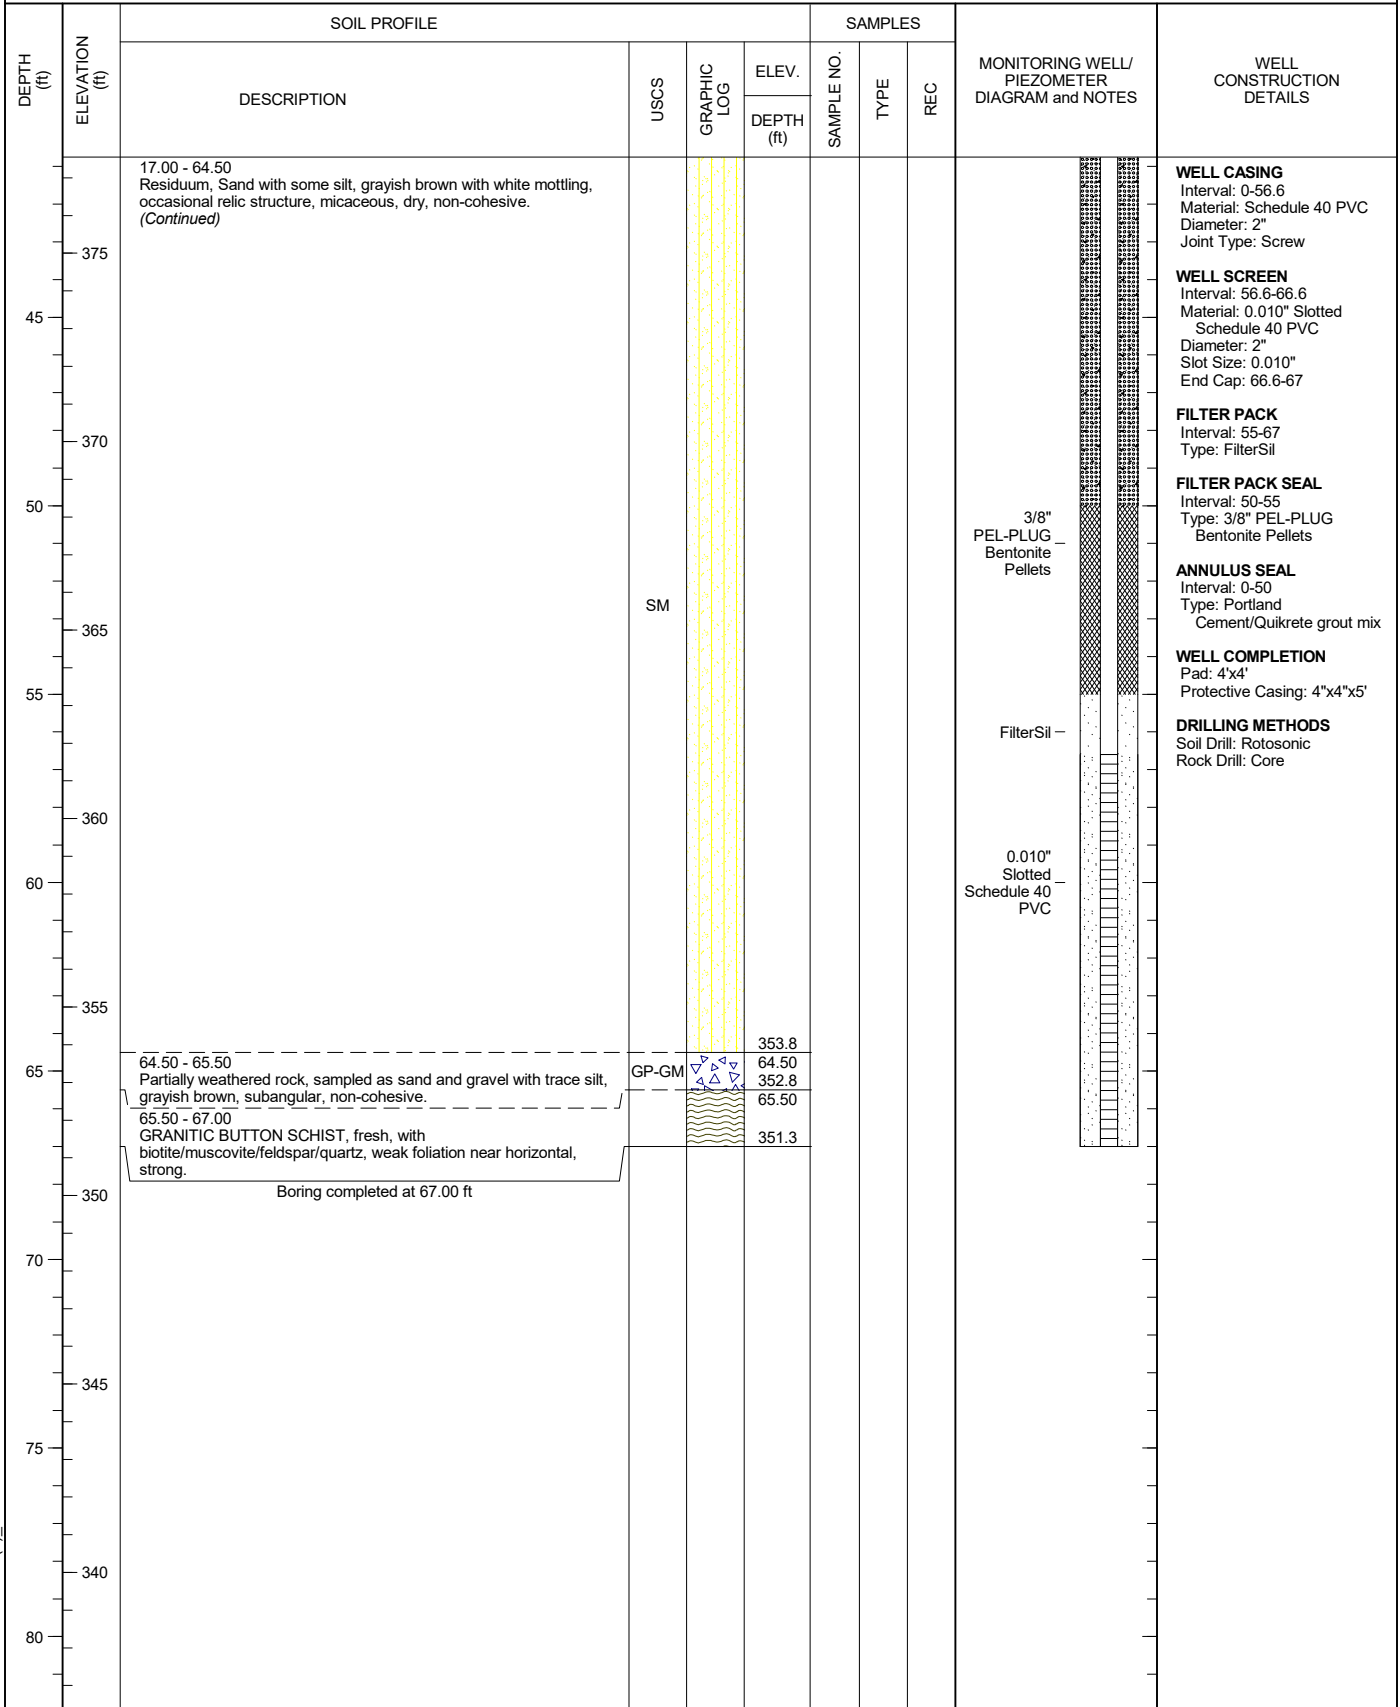 SOIL PROFILE
SAMPLES
DEPTH
(ft)
ELEVATION
(ft)
DESCRIPTION
USCS
GRAPHIC
LOG
ELEV.
DEPTH
(ft)
SAMPLE NO.
TYPE
REC
MONITORING WELL/
PIEZOMETER
DIAGRAM and NOTES
WELL
CONSTRUCTION
DETAILS
45
50
55
60
65
70
75
80
375
370
365
360
355
350
345
340
17.00 - 64.50
Residuum, Sand with some silt, grayish brown with white mottling,
occasional relic structure, micaceous, dry, non-cohesive.
(Continued)
SM
353.8
64.50 - 65.50
Partially weathered rock, sampled as sand and gravel with trace silt,
grayish brown, subangular, non-cohesive.
GP-GM
64.50
352.8
65.50 - 67.00
GRANITIC BUTTON SCHIST, fresh, with
biotite/muscovite/feldspar/quartz, weak foliation near horizontal,
strong.
65.50
351.3
Boring completed at 67.00 ft
3/8"
PEL-PLUG
Bentonite
Pellets
FilterSil
0.010"
Slotted
Schedule 40
PVC
WELL CASING
Interval: 0-56.6
Material: Schedule 40 PVC
Diameter: 2"
Joint Type: Screw
WELL SCREEN
Interval: 56.6-66.6
Material: 0.010" Slotted
Schedule 40 PVC
Diameter: 2"
Slot Size: 0.010"
End Cap: 66.6-67
FILTER PACK
Interval: 55-67
Type: FilterSil
FILTER PACK SEAL
Interval: 50-55
Type: 3/8" PEL-PLUG
Bentonite Pellets
ANNULUS SEAL
Interval: 0-50
Type: Portland
Cement/Quikrete grout mix
WELL COMPLETION
Pad: 4'x4'
Protective Casing: 4"x4"x5'
DRILLING METHODS
Soil Drill: Rotosonic
Rock Drill: Core